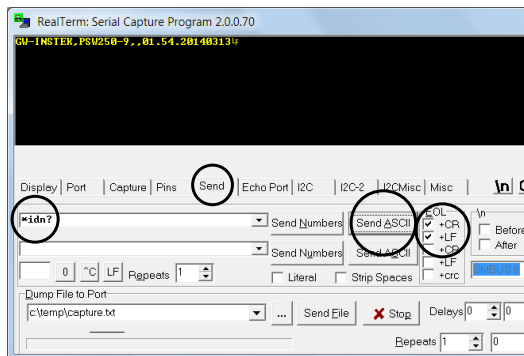 RealTerm: Serial Capture Program 2.0.0.70
GW-INSTEK,PSW250-9,,01.54.20140313
Display Port Capture Pins Send Echo Port I2C I2C-2 I2CMisc Misc \n
EOL \n
*idn? Send Numbers Send ASCII +CR Before
+LF After
Send Numbers Send ASCII +CR
+LF SMBUS 8
0 ^C LF Repeats 1 Literal Strip Spaces +crc
Dump File to Port
c:\temp\capture.txt ... Send File Stop Delays 0 0
Repeats 1 0